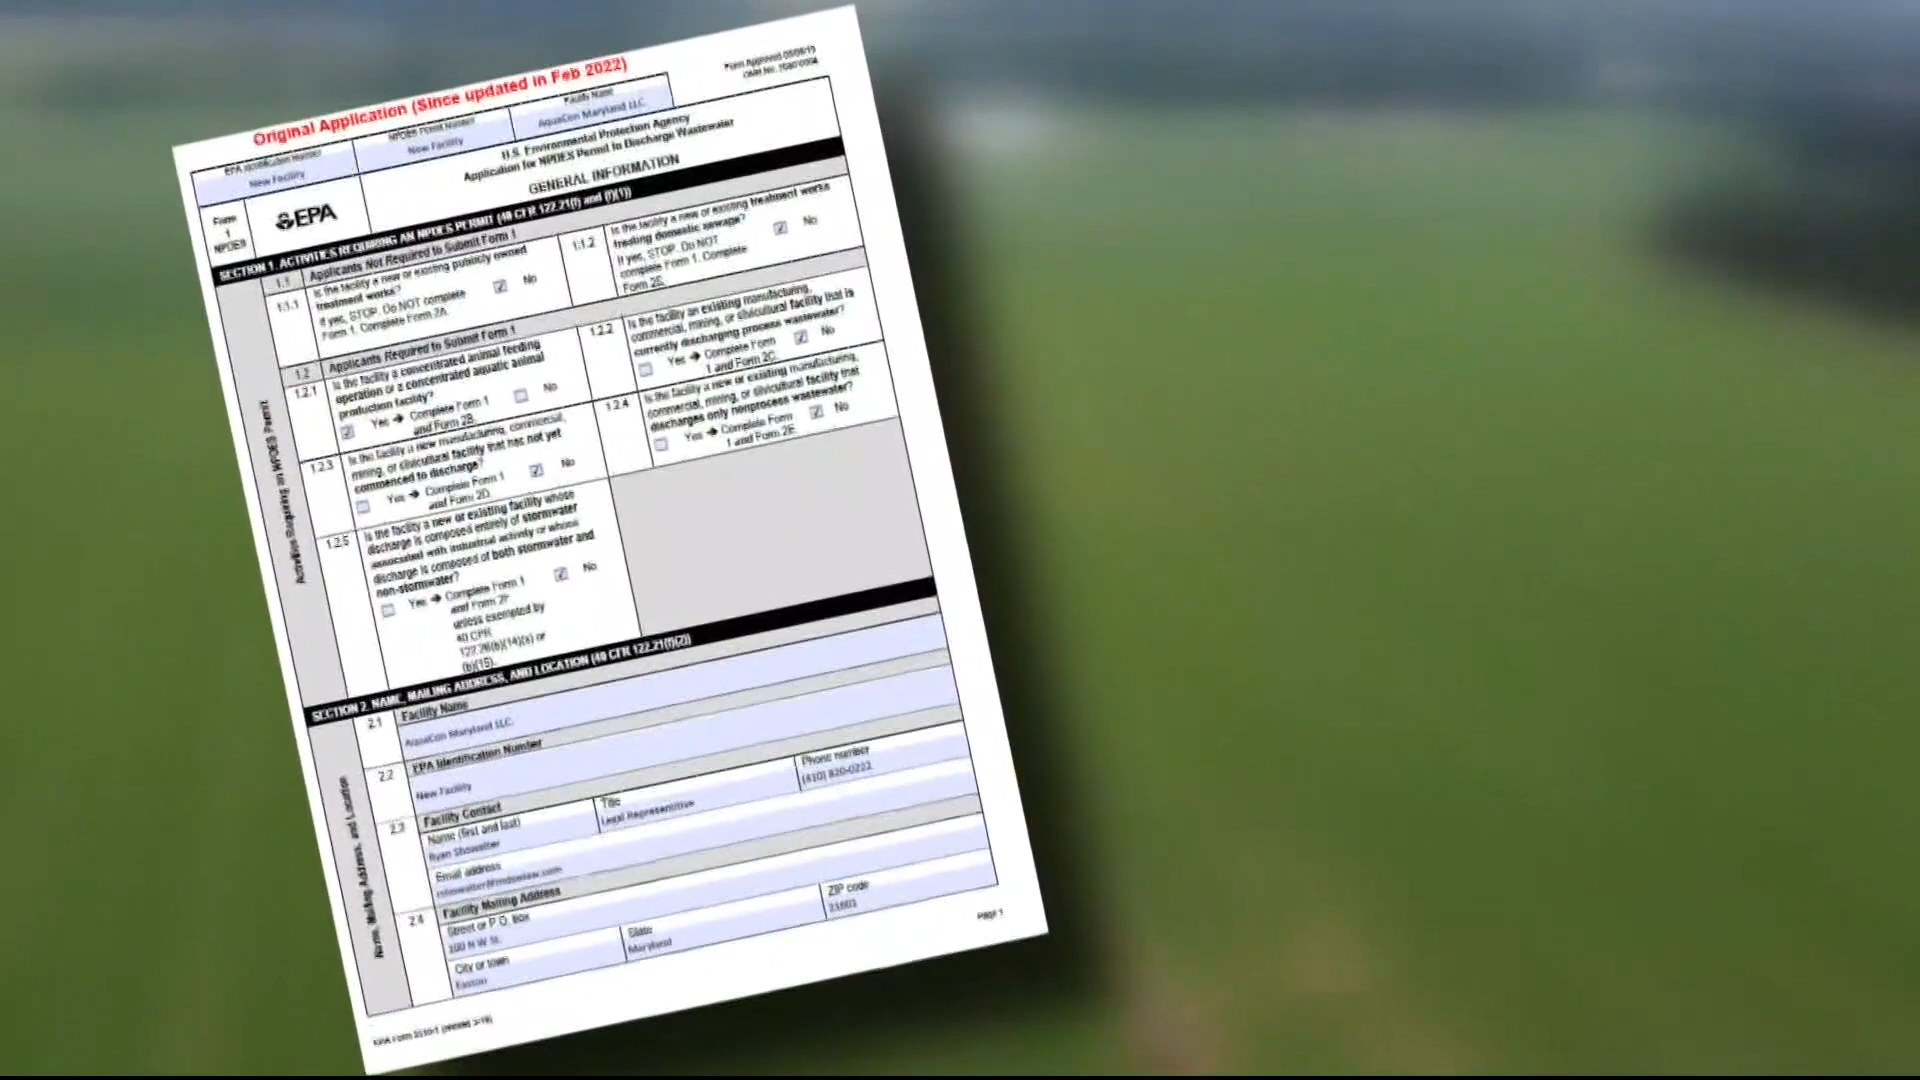 Original Application (Since updated in Feb 2022)
Form Approved 03/05/19
OMB No. 2040-0004
EPA Identification Number
New Facility
NPDES Permit Number
New Facility
Facility Name
AquaCon Maryland LLC.
Form
1
NPDES
EPA
U.S. Environmental Protection Agency
Application for NPDES Permit to Discharge Wastewater
GENERAL INFORMATION
SECTION 1. ACTIVITIES REQUIRING AN NPDES PERMIT (40 CFR 122.21(f) and (f)(1))
Activities Requiring an NPDES Permit
1.1 Applicants Not Required to Submit Form 1
1.1.1
Is the facility a new or existing publicly owned
treatment works?
If yes, STOP. Do NOT complete
Form 1. Complete Form 2A.
No
1.1.2
Is the facility a new or existing treatment works
treating domestic sewage?
If yes, STOP. Do NOT
complete Form 1. Complete
Form 2S.
No
1.2 Applicants Required to Submit Form 1
1.2.1
Is the facility a concentrated animal feeding
operation or a concentrated aquatic animal
production facility?
Yes → Complete Form 1
and Form 2B.
No
1.2.2
Is the facility an existing manufacturing,
commercial, mining, or silvicultural facility that is
currently discharging process wastewater?
Yes → Complete Form
1 and Form 2C.
No
1.2.3
Is the facility a new manufacturing, commercial,
mining, or silvicultural facility that has not yet
commenced to discharge?
Yes → Complete Form 1
and Form 2D.
No
1.2.4
Is the facility a new or existing manufacturing,
commercial, mining, or silvicultural facility that
discharges only nonprocess wastewater?
Yes → Complete Form
1 and Form 2E.
No
1.2.5
Is the facility a new or existing facility whose
discharge is composed entirely of stormwater
associated with industrial activity or whose
discharge is composed of both stormwater and
non-stormwater?
Yes → Complete Form 1
and Form 2F
unless exempted by
40 CFR
122.26(b)(14)(x) or
(b)(15).
No
SECTION 2. NAME, MAILING ADDRESS, AND LOCATION (40 CFR 122.21(f)(2))
Name, Mailing Address, and Location
2.1 Facility Name
AquaCon Maryland LLC.
2.2 EPA Identification Number
New Facility
2.3 Facility Contact
Name (first and last)
Ryan Showalter
Title
Legal Representitive
Phone number
(410) 820-0222
Email address
2.4 Facility Mailing Address
Street or P.O. box
100 N W St.
City or town
Easton
State
Maryland
ZIP code
21601
EPA Form 3510-1 (revised 3-19)
Page 1